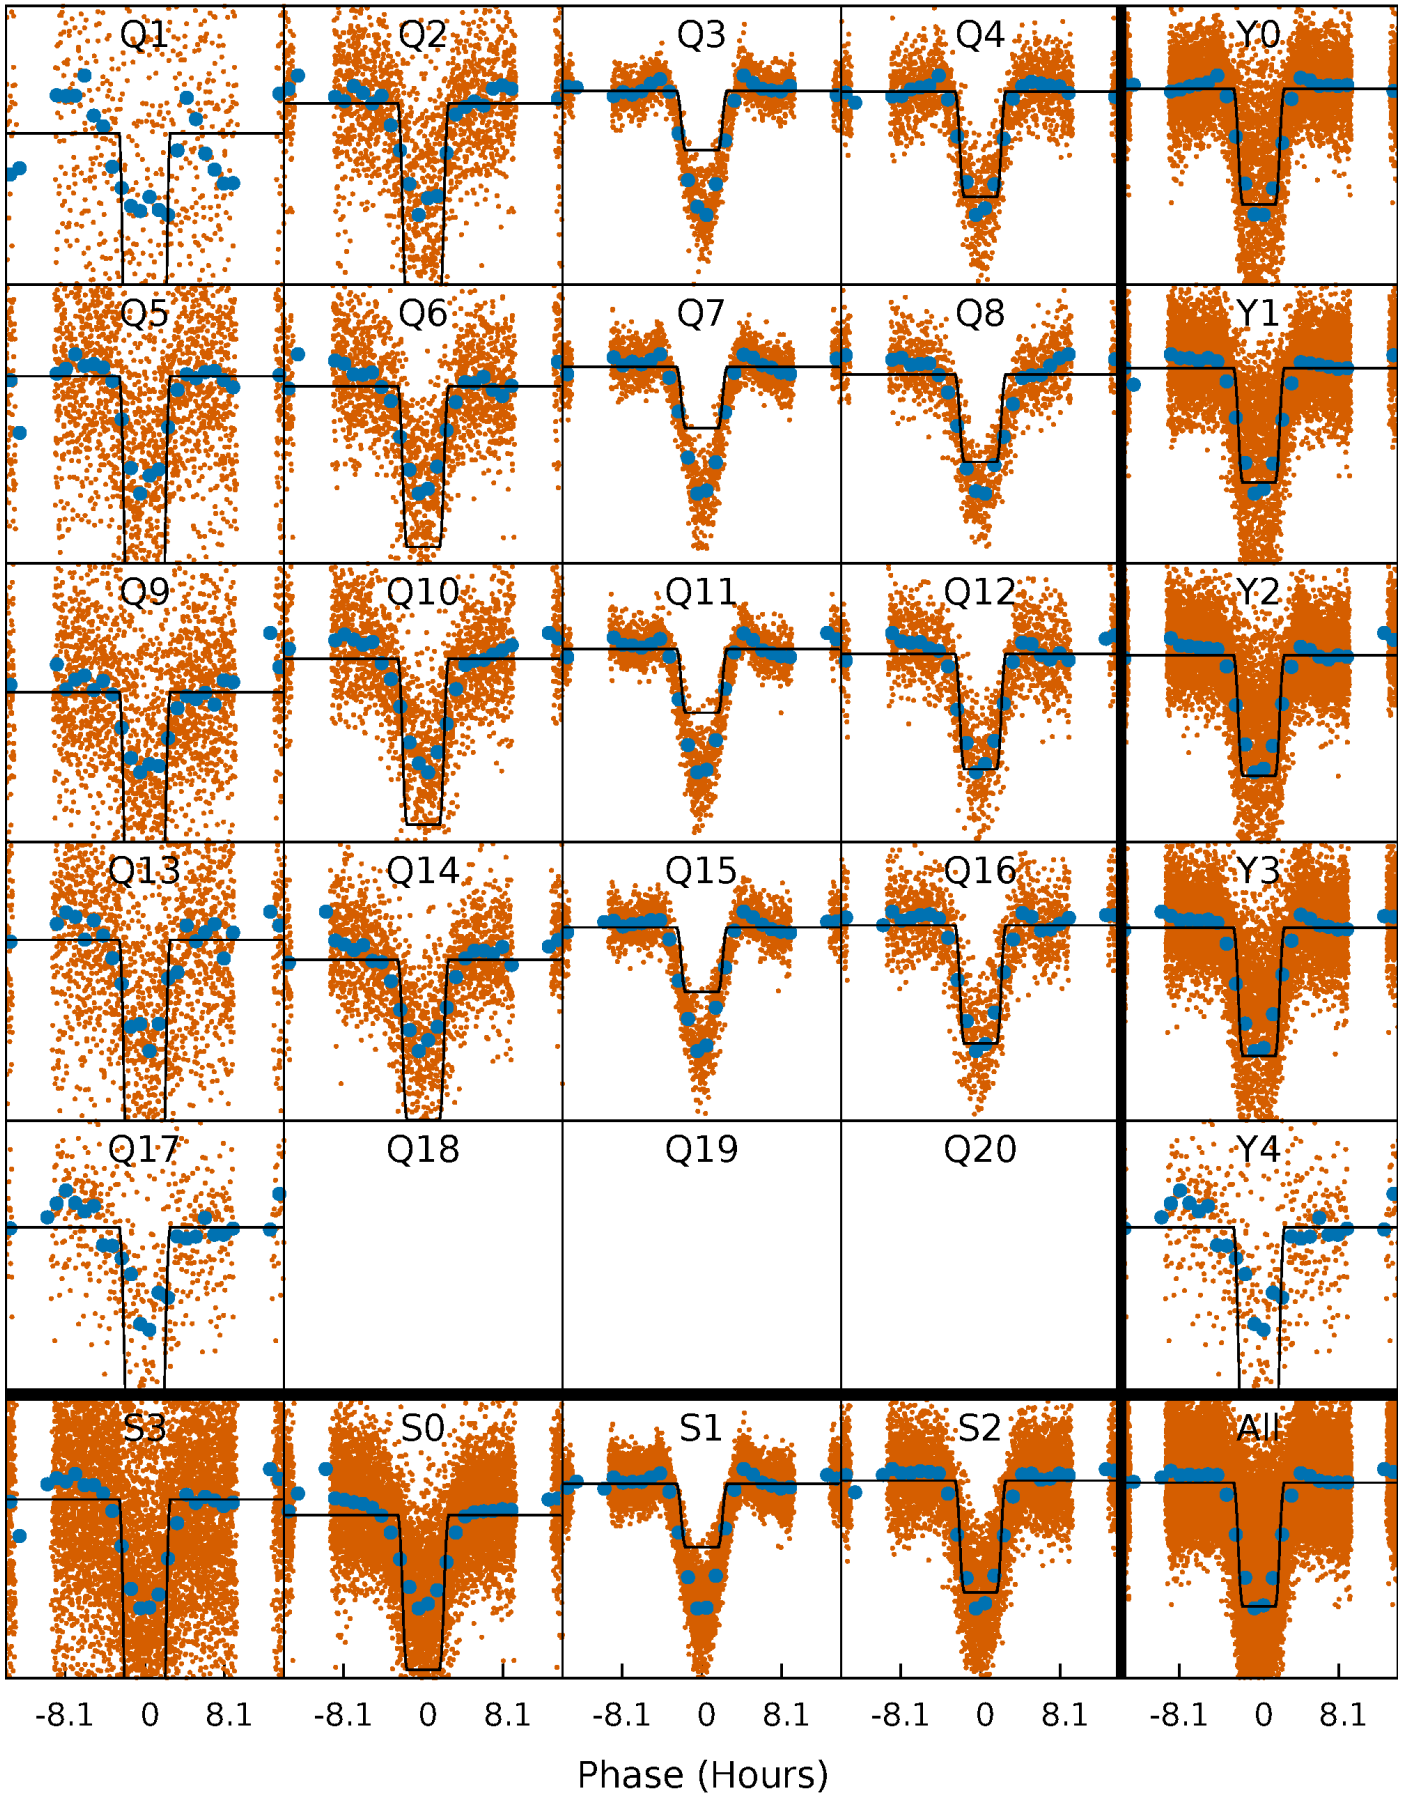 Q1 Q2 Q3 Q4 Y0
Q5 Q6 Q7 Q8 Y1
Q9 Q10 Q11 Q12 Y2
Q13 Q14 Q15 Q16 Y3
Q17 Q18 Q19 Q20 Y4
S3 S0 S1 S2 All
-8.1 0 8.1 -8.1 0 8.1 -8.1 0 8.1 -8.1 0 8.1 -8.1 0 8.1
Phase (Hours)